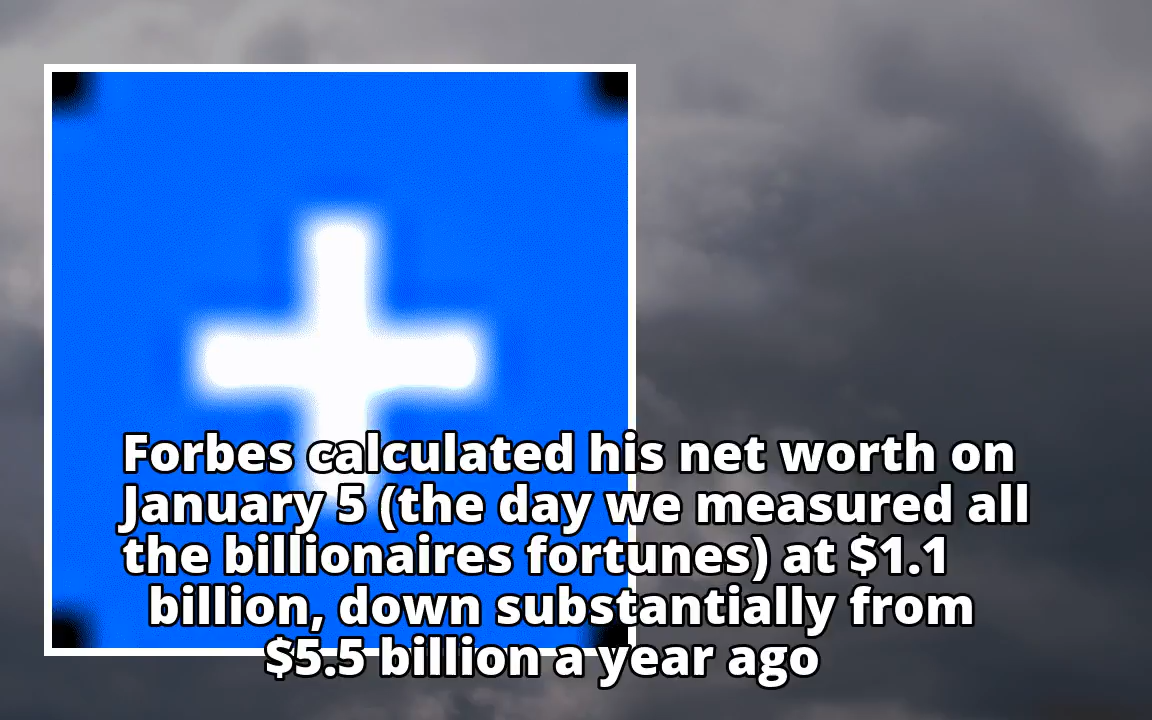 Forbes calculated his net worth on
January 5 (the day we measured all
the billionaires fortunes) at $1.1
billion, down substantially from
$5.5 billion a year ago